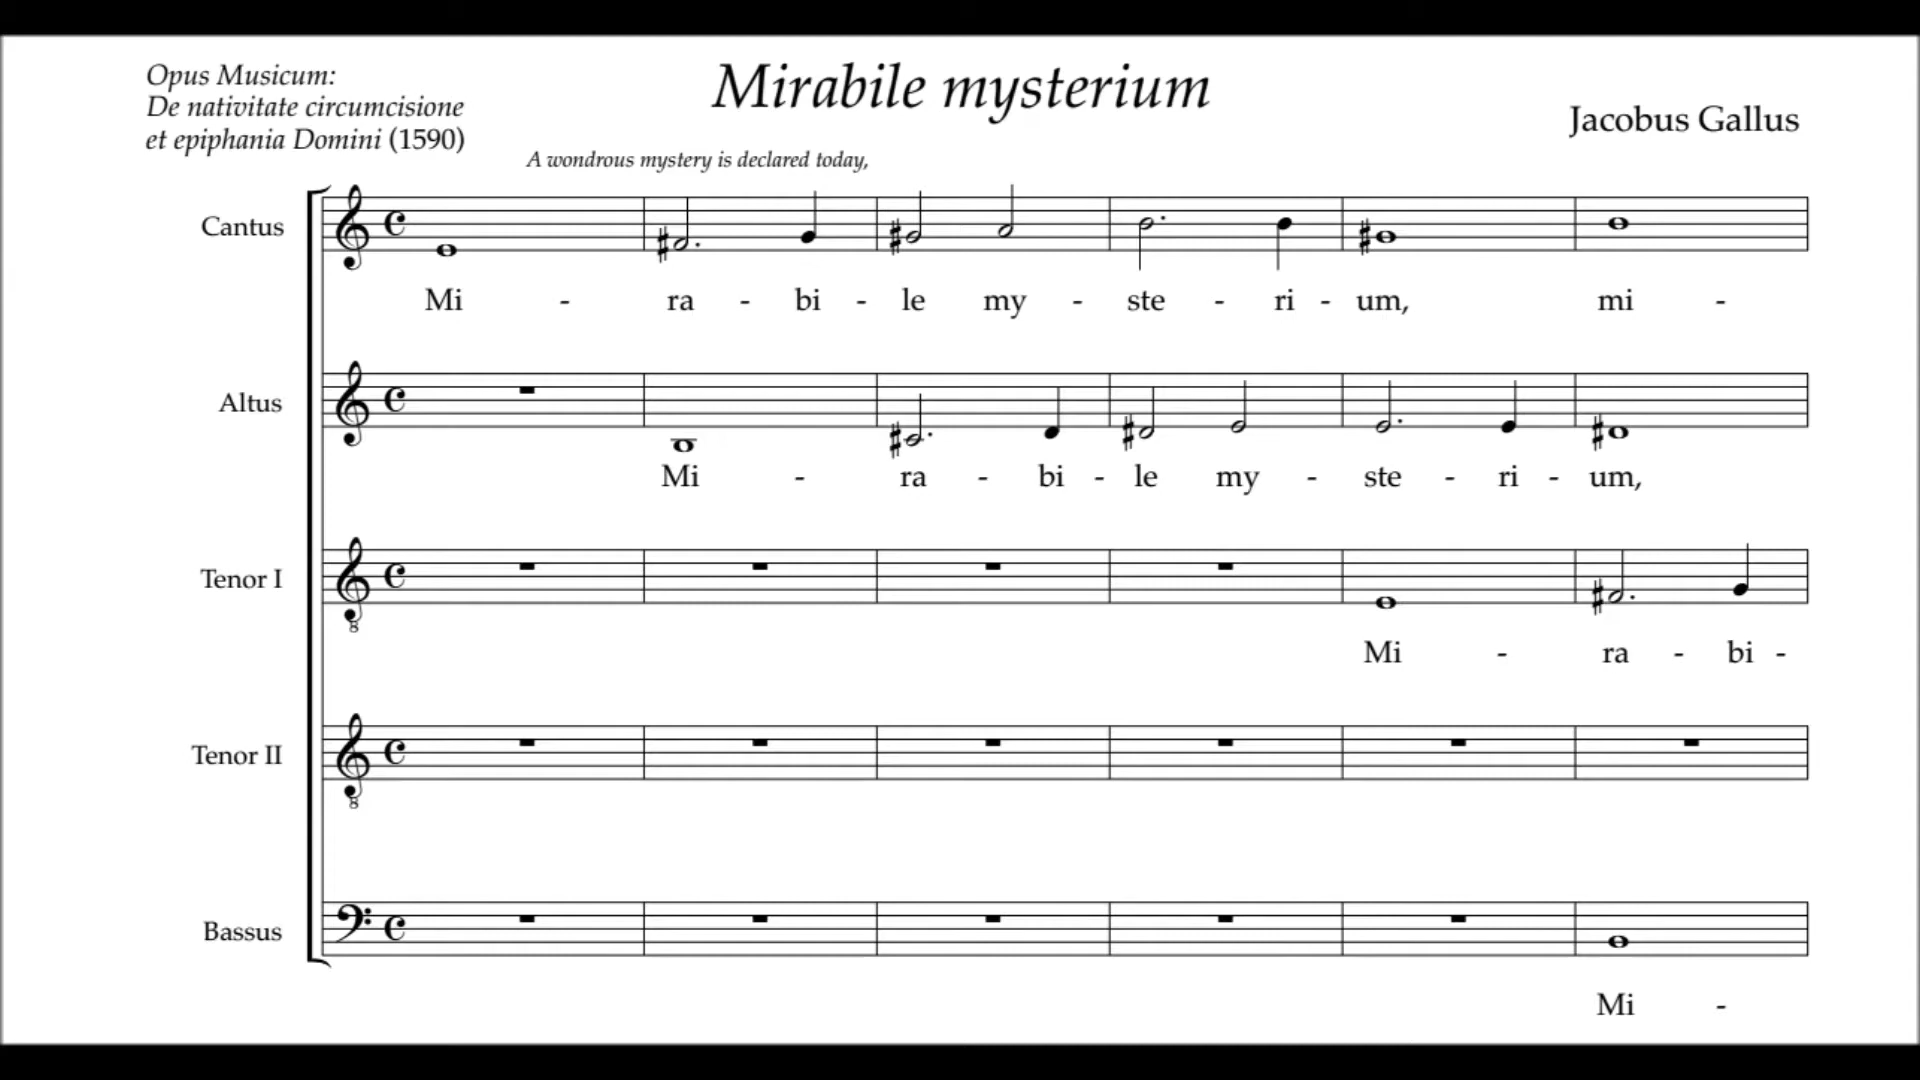 Opus Musicum:
De nativitate circumcisione
et epiphania Domini (1590)
Mirabile mysterium
Jacobus Gallus
A wondrous mystery is declared today,
Cantus
Mi - ra - bi - le my - ste - ri - um, mi -
Altus
Mi - ra - bi - le my - ste - ri - um,
Tenor I
8
Mi - ra - bi -
Tenor II
8
Bassus
Mi -